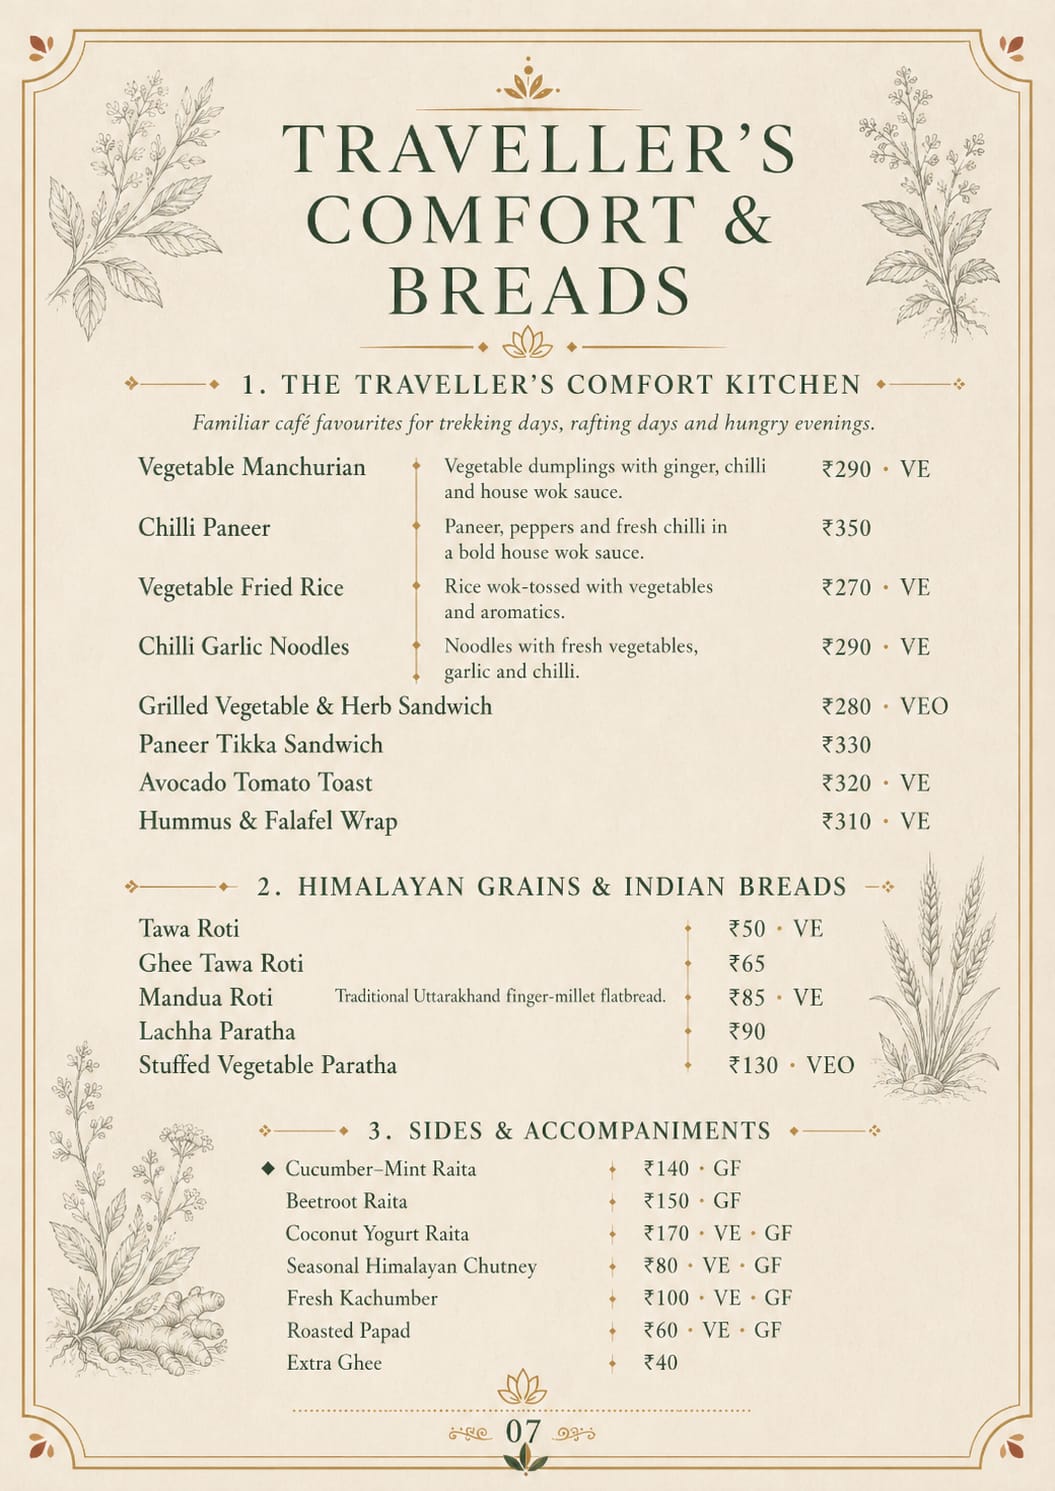 TRAVELLER’S
COMFORT &
BREADS
1. THE TRAVELLER’S COMFORT KITCHEN
Familiar café favourites for trekking days, rafting days and hungry evenings.
Vegetable Manchurian Vegetable dumplings with ginger, chilli ₹290 • VE
and house wok sauce.
Chilli Paneer Paneer, peppers and fresh chilli in ₹350
a bold house wok sauce.
Vegetable Fried Rice Rice wok-tossed with vegetables ₹270 • VE
and aromatics.
Chilli Garlic Noodles Noodles with fresh vegetables, ₹290 • VE
garlic and chilli.
Grilled Vegetable & Herb Sandwich ₹280 • VEO
Paneer Tikka Sandwich ₹330
Avocado Tomato Toast ₹320 • VE
Hummus & Falafel Wrap ₹310 • VE
2. HIMALAYAN GRAINS & INDIAN BREADS
Tawa Roti ₹50 • VE
Ghee Tawa Roti ₹65
Mandua Roti Traditional Uttarakhand finger-millet flatbread. ₹85 • VE
Lachha Paratha ₹90
Stuffed Vegetable Paratha ₹130 • VEO
3. SIDES & ACCOMPANIMENTS
◆ Cucumber–Mint Raita ₹140 • GF
Beetroot Raita ₹150 • GF
Coconut Yogurt Raita ₹170 • VE • GF
Seasonal Himalayan Chutney ₹80 • VE • GF
Fresh Kachumber ₹100 • VE • GF
Roasted Papad ₹60 • VE • GF
Extra Ghee ₹40
07